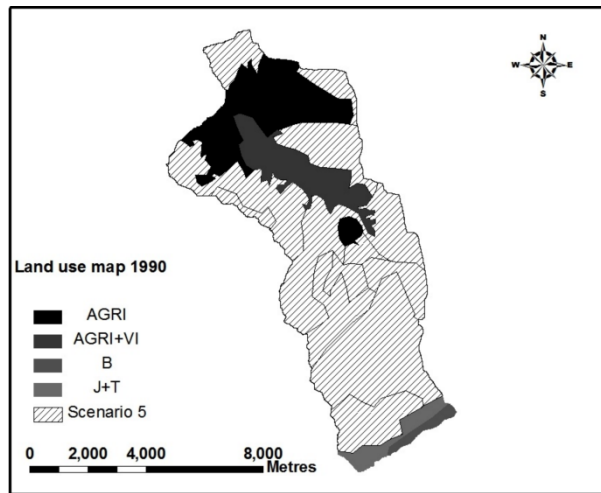 N
W E
S
Land use map 1990
AGRI
AGRI+VI
B
J+T
Scenario 5
0 2,000 4,000 8,000
Metres